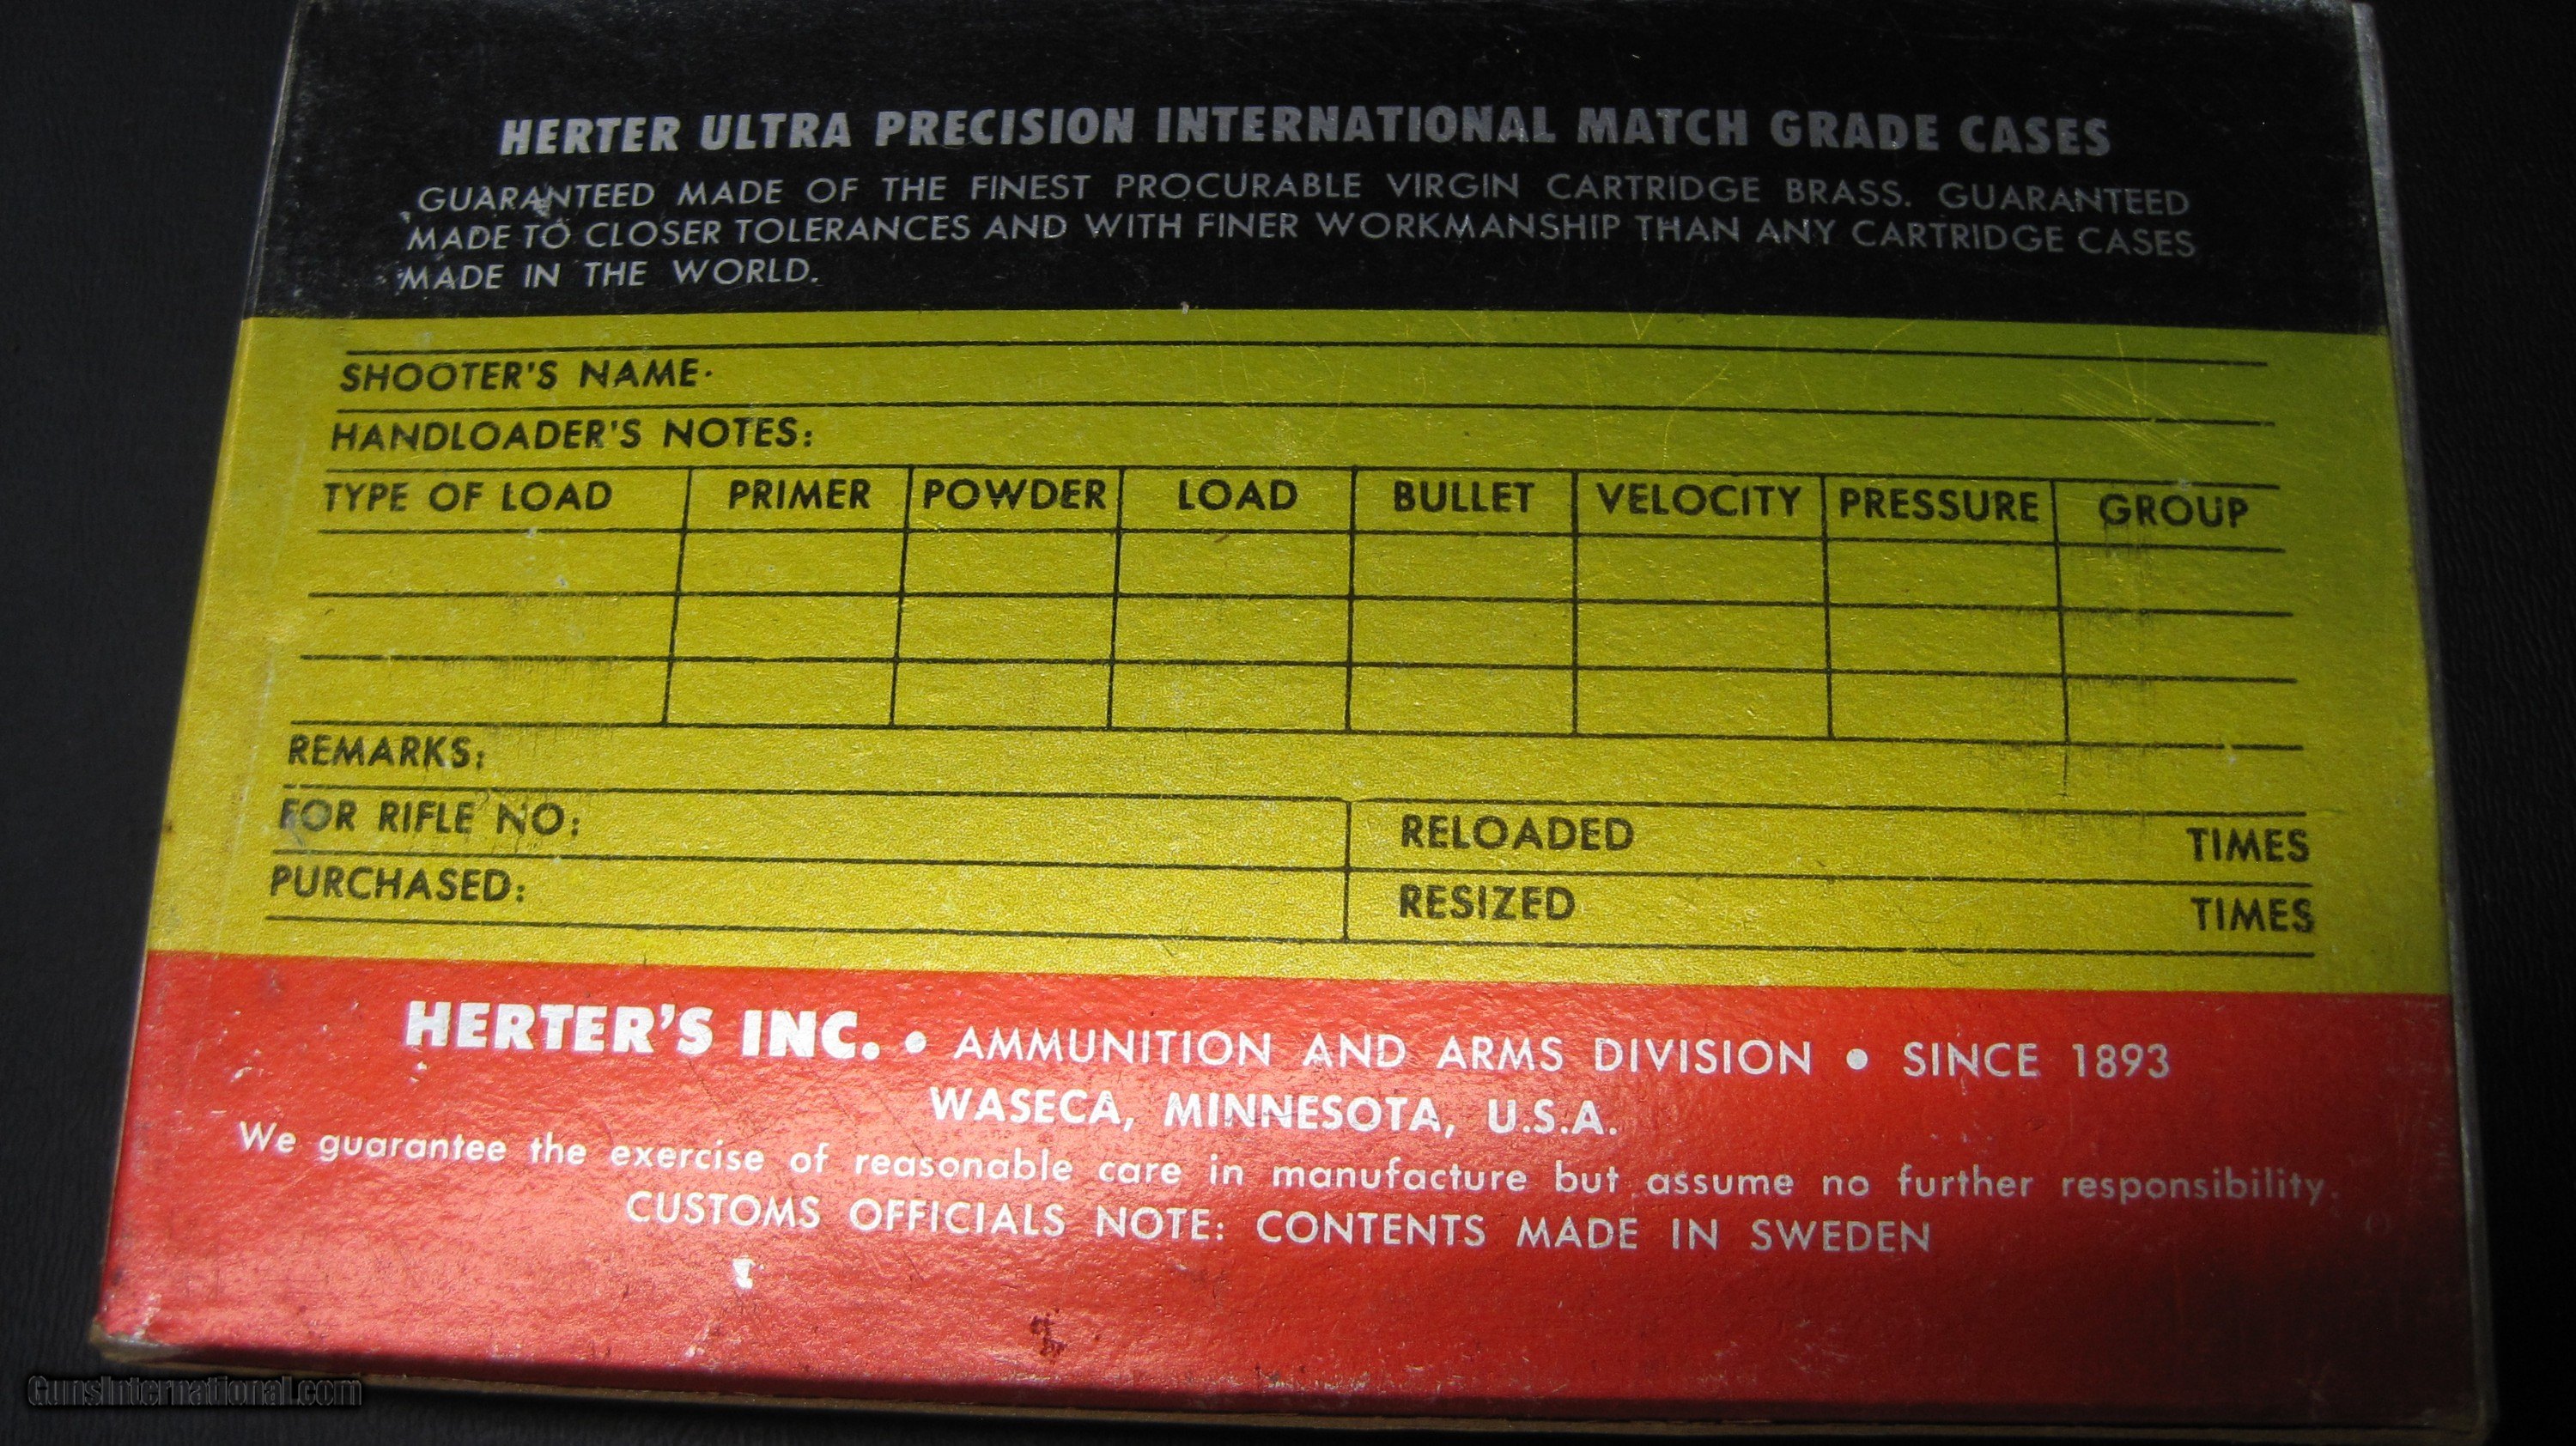 HERTER ULTRA PRECISION INTERNATIONAL MATCH GRADE CASES
GUARANTEED MADE OF THE FINEST PROCURABLE VIRGIN CARTRIDGE BRASS. GUARANTEED
MADE TO CLOSER TOLERANCES AND WITH FINER WORKMANSHIP THAN ANY CARTRIDGE CASES
MADE IN THE WORLD.
SHOOTER'S NAME:
HANDLOADER'S NOTES:
TYPE OF LOAD PRIMER POWDER LOAD BULLET VELOCITY PRESSURE GROUP
REMARKS:
FOR RIFLE NO: RELOADED TIMES
PURCHASED: RESIZED TIMES
HERTER'S INC. • AMMUNITION AND ARMS DIVISION • SINCE 1893
WASECA, MINNESOTA, U.S.A.
We guarantee the exercise of reasonable care in manufacture but assume no further responsibility.
CUSTOMS OFFICIALS NOTE: CONTENTS MADE IN SWEDEN
GunsInternational.com